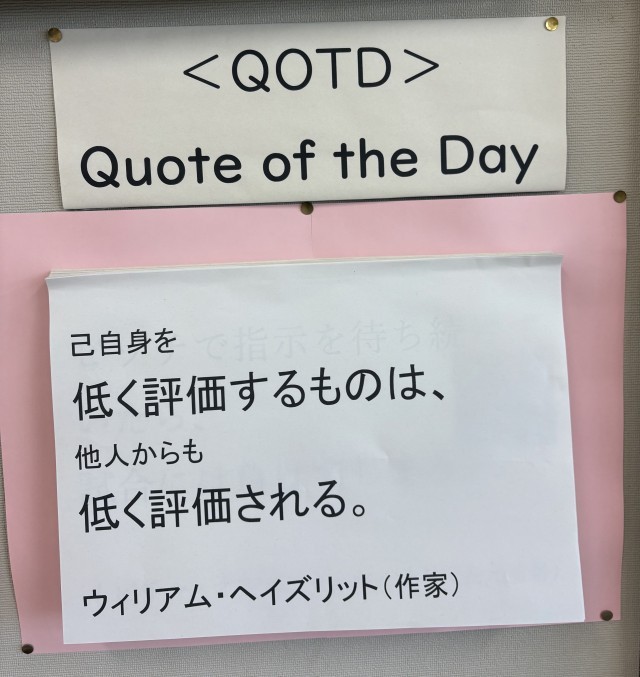 ＜QOTD＞
Quote of the Day
己自身を
低く評価するものは、
他人からも
低く評価される。
ウィリアム・ヘイズリット（作家）